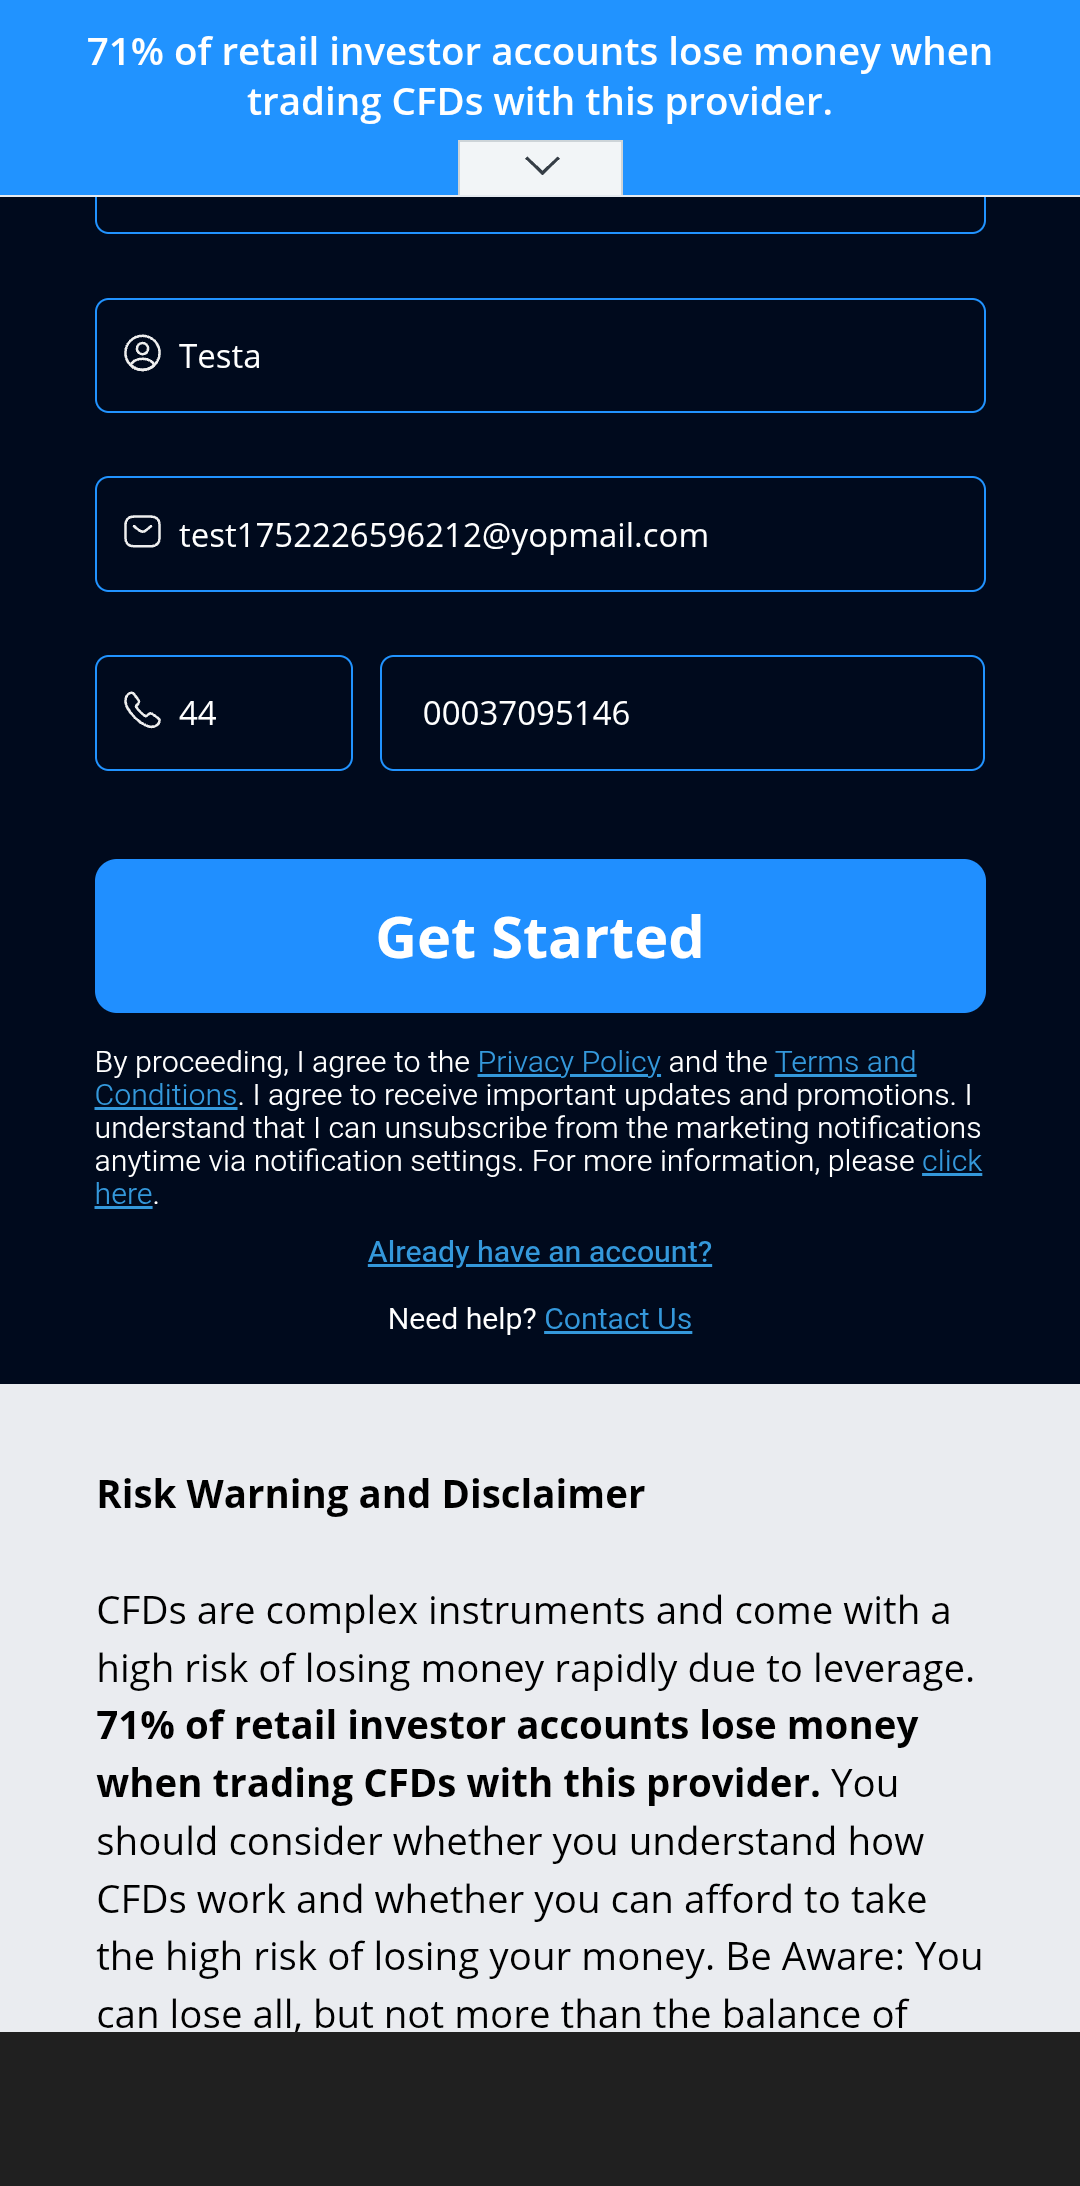 71% of retail investor accounts lose money when
trading CFDs with this provider.
Testa
test1752226596212@yopmail.com
44
00037095146
Get Started
By proceeding, I agree to the Privacy Policy and the Terms and
Conditions. I agree to receive important updates and promotions. I
understand that I can unsubscribe from the marketing notifications
anytime via notification settings. For more information, please click
here.
Already have an account?
Need help? Contact Us
Risk Warning and Disclaimer
CFDs are complex instruments and come with a
high risk of losing money rapidly due to leverage.
71% of retail investor accounts lose money
when trading CFDs with this provider. You
should consider whether you understand how
CFDs work and whether you can afford to take
the high risk of losing your money. Be Aware: You
can lose all, but not more than the balance of